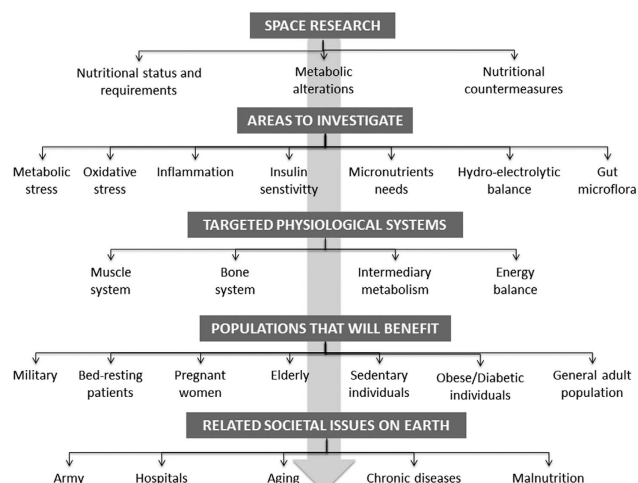 SPACE RESEARCH
Nutritional status and requirements
Metabolic alterations
Nutritional countermeasures
AREAS TO INVESTIGATE
Metabolic stress
Oxidative stress
Inflammation
Insulin senstivitty
Micronutrients needs
Hydro-electrolytic balance
Gut microflora
TARGETED PHYSIOLOGICAL SYSTEMS
Muscle system
Bone system
Intermediary metabolism
Energy balance
POPULATIONS THAT WILL BENEFIT
Military
Bed-resting patients
Pregnant women
Elderly
Sedentary individuals
Obese/Diabetic individuals
General adult population
RELATED SOCIETAL ISSUES ON EARTH
Army
Hospitals
Aging
Chronic diseases
Malnutrition